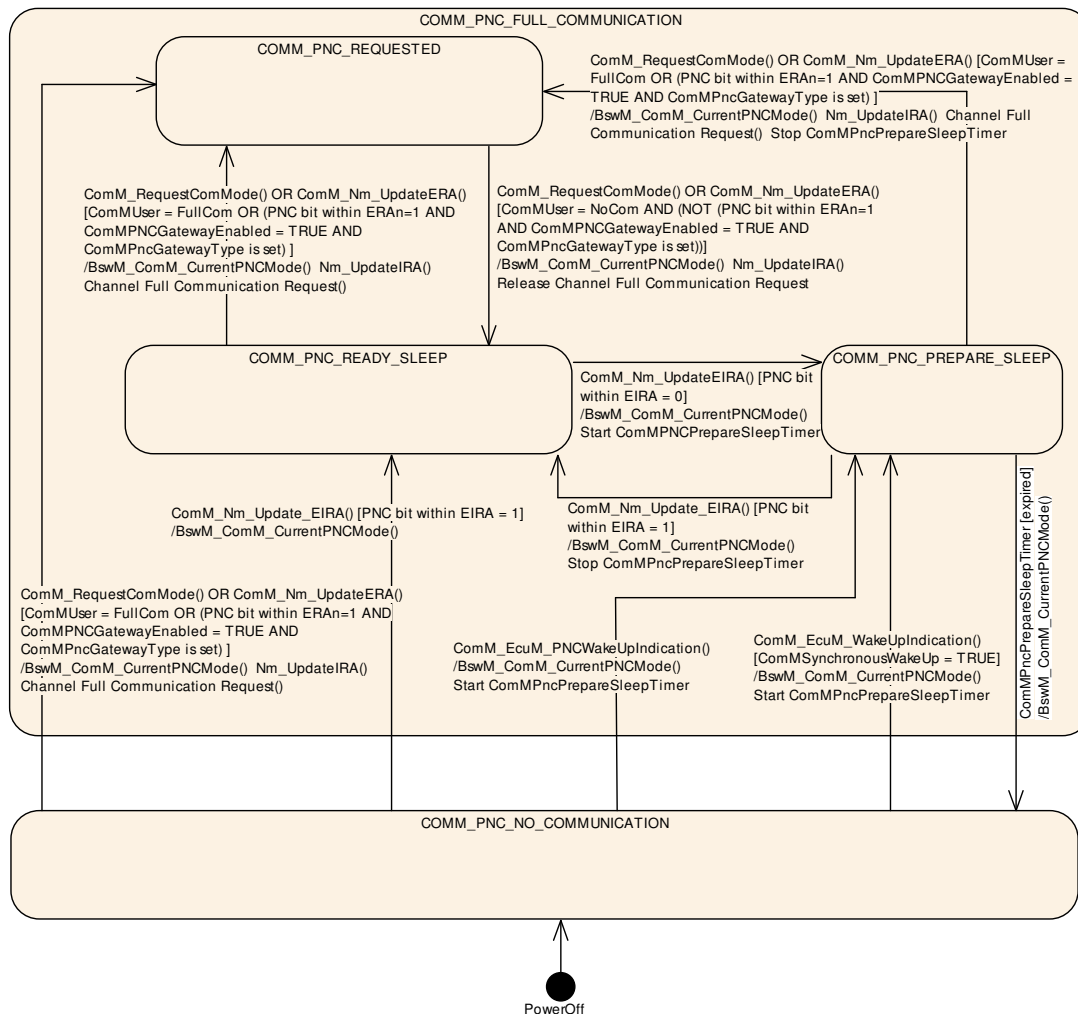 COMM_PNC_FULL_COMMUNICATION
COMM_PNC_REQUESTED
ComM_RequestComMode() OR ComM_Nm_UpdateERA() [ComMUser =
FullCom OR (PNC bit within ERAn=1 AND ComMPNCGatewayEnabled =
TRUE AND ComMPncGatewayType is set) ]
/BswM_ComM_CurrentPNCMode() Nm_UpdateIRA() Channel Full
Communication Request() Stop ComMPncPrepareSleepTimer
ComM_RequestComMode() OR ComM_Nm_UpdateERA()
[ComMUser = FullCom OR (PNC bit within ERAn=1 AND
ComMPNCGatewayEnabled = TRUE AND
ComMPncGatewayType is set) ]
/BswM_ComM_CurrentPNCMode() Nm_UpdateIRA()
Channel Full Communication Request()
ComM_RequestComMode() OR ComM_Nm_UpdateERA()
[ComMUser = NoCom AND (NOT (PNC bit within ERAn=1
AND ComMPNCGatewayEnabled = TRUE AND
ComMPncGatewayType is set))]
/BswM_ComM_CurrentPNCMode() Nm_UpdateIRA()
Release Channel Full Communication Request
COMM_PNC_READY_SLEEP
COMM_PNC_PREPARE_SLEEP
ComM_Nm_UpdateEIRA() [PNC bit
within EIRA = 0]
/BswM_ComM_CurrentPNCMode()
Start ComMPNCPrepareSleepTimer
ComM_Nm_Update_EIRA() [PNC bit within EIRA = 1]
/BswM_ComM_CurrentPNCMode()
ComM_Nm_Update_EIRA() [PNC bit
within EIRA = 1]
/BswM_ComM_CurrentPNCMode()
Stop ComMPncPrepareSleepTimer
ComMPncPrepareSleepTimer [expired]
/BswM_ComM_CurrentPNCMode()
ComM_RequestComMode() OR ComM_Nm_UpdateERA()
[ComMUser = FullCom OR (PNC bit within ERAn=1 AND
ComMPNCGatewayEnabled = TRUE AND
ComMPncGatewayType is set) ]
/BswM_ComM_CurrentPNCMode() Nm_UpdateIRA()
Channel Full Communication Request()
ComM_EcuM_PNCWakeUpIndication()
/BswM_ComM_CurrentPNCMode()
Start ComMPncPrepareSleepTimer
ComM_EcuM_WakeUpIndication()
[ComMSynchronousWakeUp = TRUE]
/BswM_ComM_CurrentPNCMode()
Start ComMPncPrepareSleepTimer
COMM_PNC_NO_COMMUNICATION
PowerOff